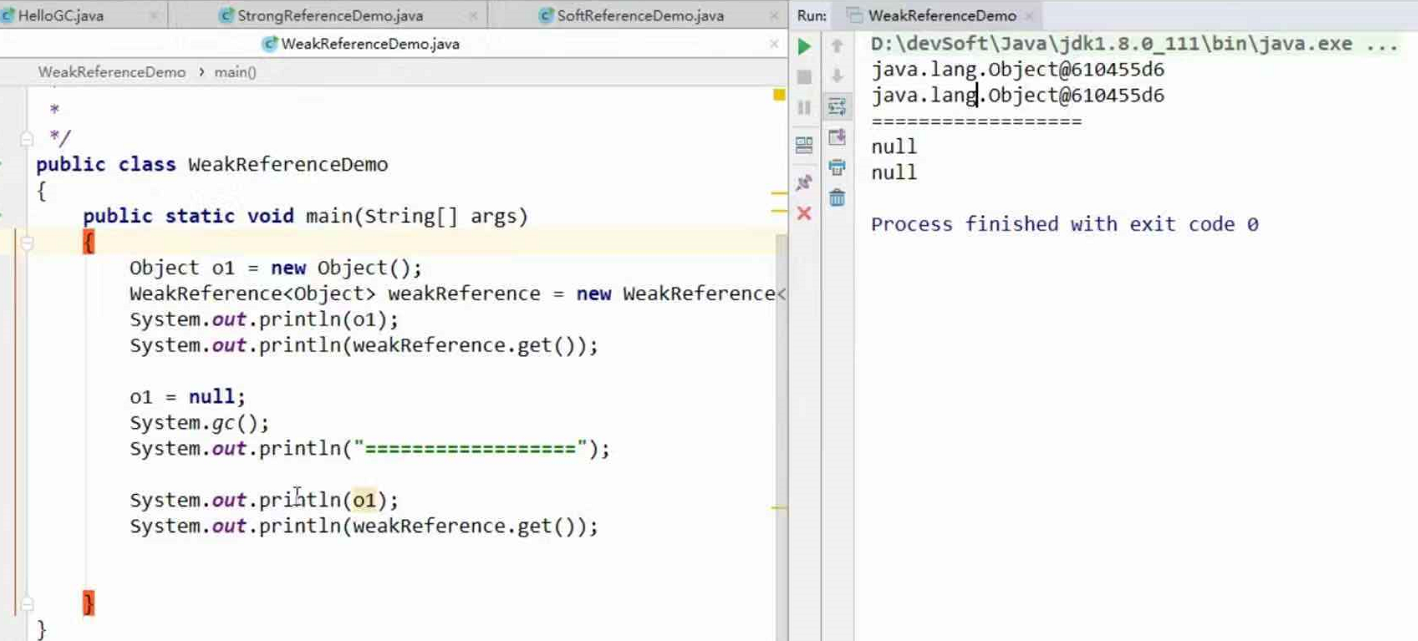 HelloGC.java
StrongReferenceDemo.java
SoftReferenceDemo.java
Run:
WeakReferenceDemo
WeakReferenceDemo.java
WeakReferenceDemo > main()
*
*/
public class WeakReferenceDemo
{
public static void main(String[] args)
{
Object o1 = new Object();
WeakReference<Object> weakReference = new WeakReference<
System.out.println(o1);
System.out.println(weakReference.get());
o1 = null;
System.gc();
System.out.println("==================");
System.out.println(o1);
System.out.println(weakReference.get());
}
}
D:\devSoft\Java\jdk1.8.0_111\bin\java.exe ...
java.lang.Object@610455d6
java.lang.Object@610455d6
==================
null
null
Process finished with exit code 0